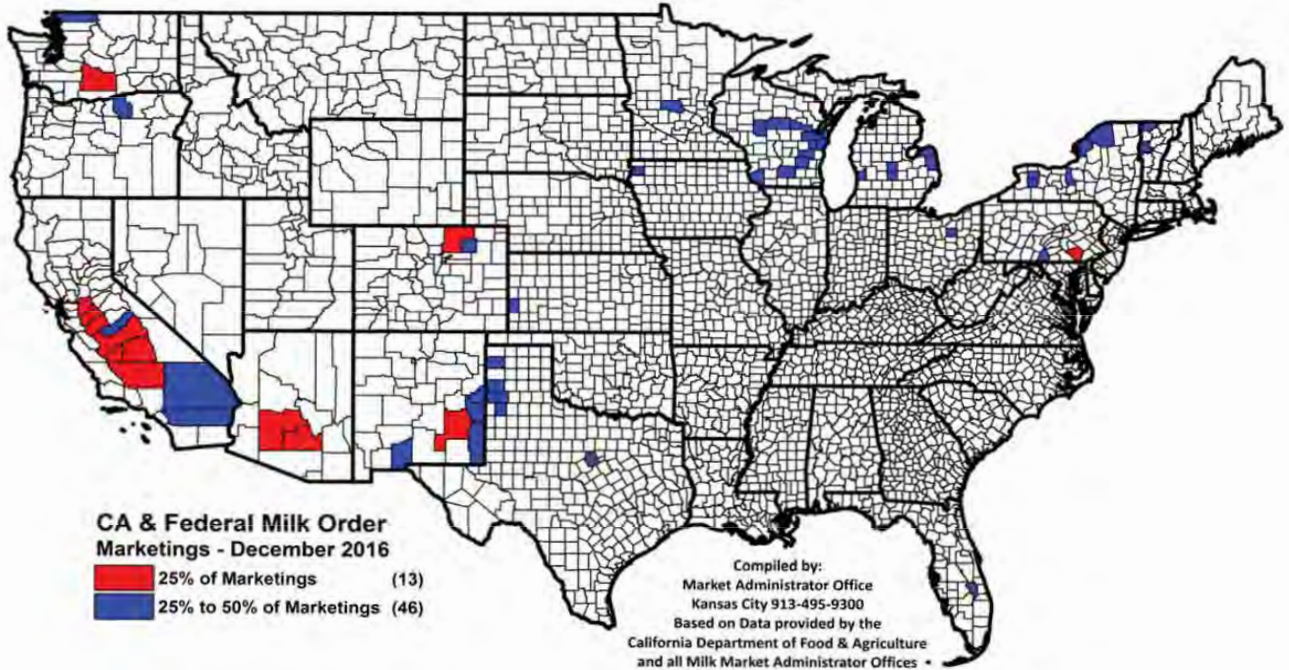 CA & Federal Milk Order
Marketings - December 2016
25% of Marketings (13)
25% to 50% of Marketings (46)
Compiled by:
Market Administrator Office
Kansas City 913-495-9300
Based on Data provided by the
California Department of Food & Agriculture
and all Milk Market Administrator Offices